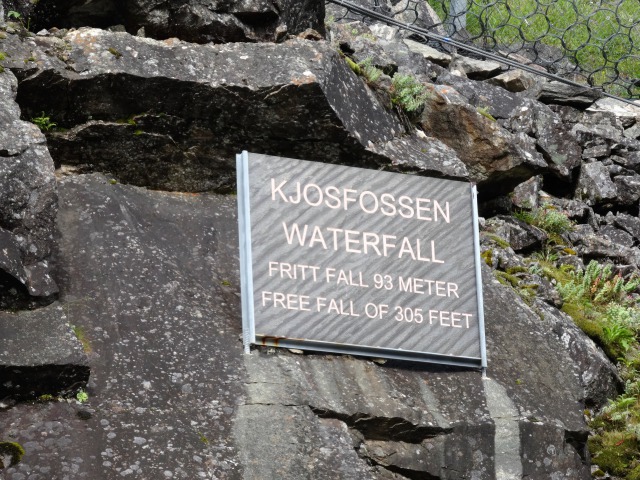 KJOSFOSSEN
WATERFALL
FRITT FALL 93 METER
FREE FALL OF 305 FEET